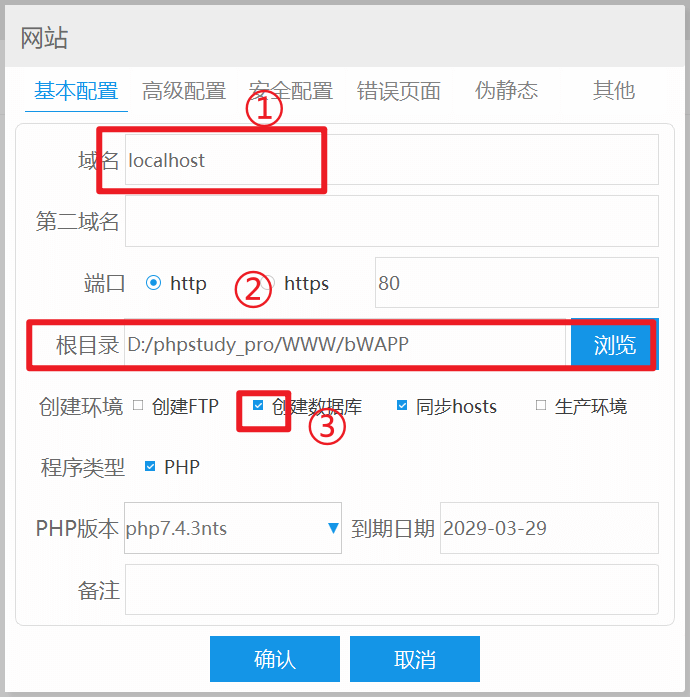 网站
基本配置 高级配置 安全配置 错误页面 伪静态 其他
①
域名 localhost
第二域名
端口 http https 80
②
根目录 D:/phpstudy_pro/WWW/bWAPP 浏览
创建环境 创建FTP 创建数据库 同步hosts 生产环境
③
程序类型 PHP
PHP版本 php7.4.3nts 到期日期 2029-03-29
备注
确认 取消